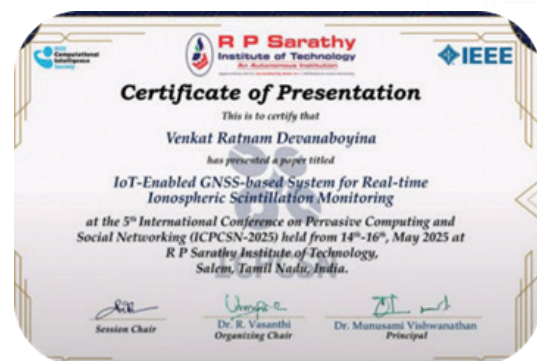 IEEE
Computational
Intelligence
Society
R P Sarathy
Institute of Technology
An Autonomous Institution
IEEE
Certificate of Presentation
This is to certify that
Venkat Ratnam Devanaboyina
has presented a paper titled
IoT-Enabled GNSS-based System for Real-time
Ionospheric Scintillation Monitoring
at the 5th International Conference on Pervasive Computing and
Social Networking (ICPCSN-2025) held from 14th-16th, May 2025 at
R P Sarathy Institute of Technology,
Salem, Tamil Nadu, India.
ICPCSN
Session Chair
Dr. R. Vasanthi
Organizing Chair
Dr. Munusami Vishwanathan
Principal